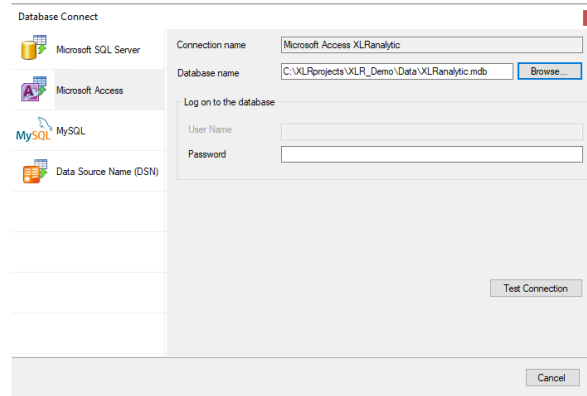 Database Connect
Microsoft SQL Server
Microsoft Access
MySQL MySQL
Data Source Name (DSN)
Connection name Microsoft Access XLRanalytic
Database name C:\XLRprojects\XLR_Demo\Data\XLRanalytic.mdb Browse...
Log on to the database
User Name
Password
Test Connection
Cancel